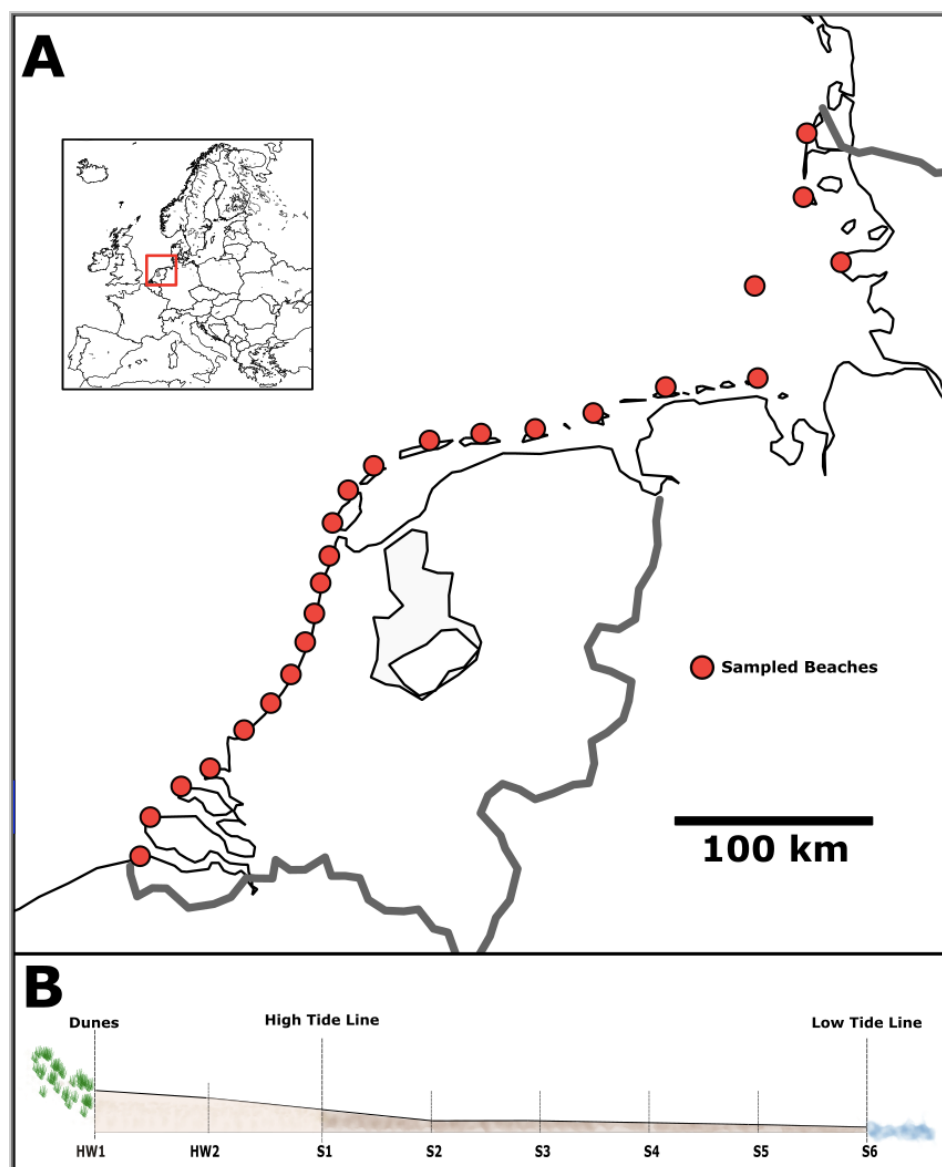 A
Sampled Beaches
100 km
B
Dunes
High Tide Line
Low Tide Line
HW1 HW2 S1 S2 S3 S4 S5 S6